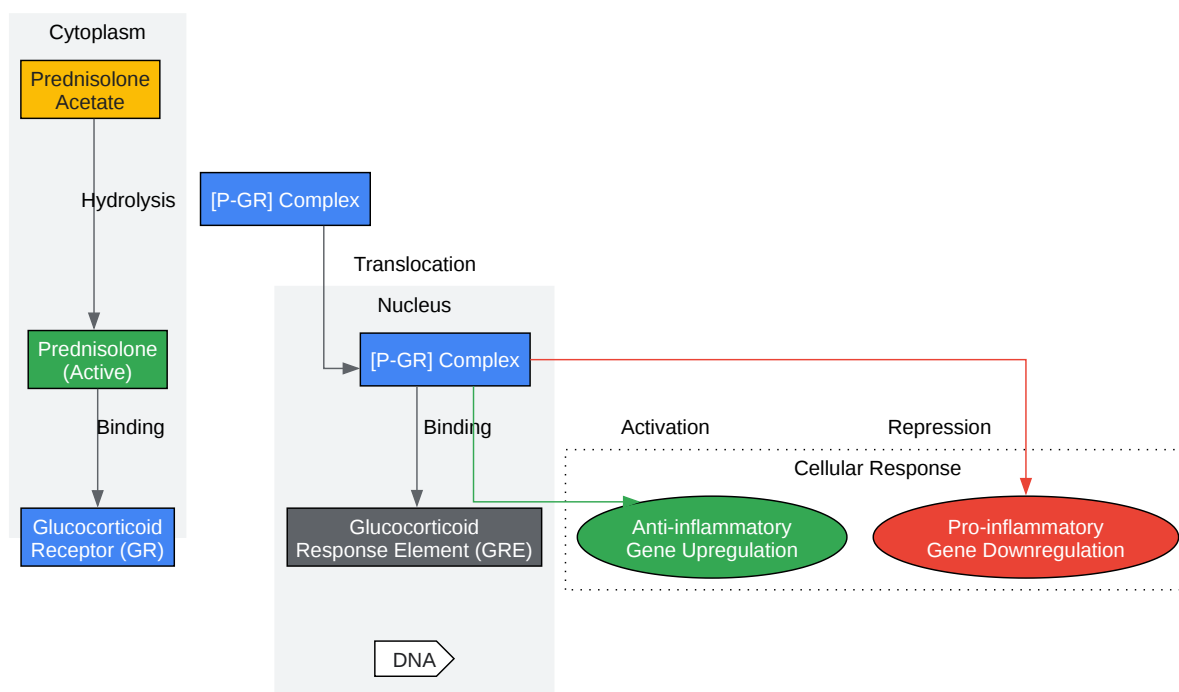 Cytoplasm
Prednisolone
Acetate
Hydrolysis
[P-GR] Complex
Translocation
Nucleus
Prednisolone
(Active)
[P-GR] Complex
Binding
Binding
Activation
Repression
Cellular Response
Glucocorticoid
Receptor (GR)
Glucocorticoid
Response Element (GRE)
Anti-inflammatory
Gene Upregulation
Pro-inflammatory
Gene Downregulation
DNA